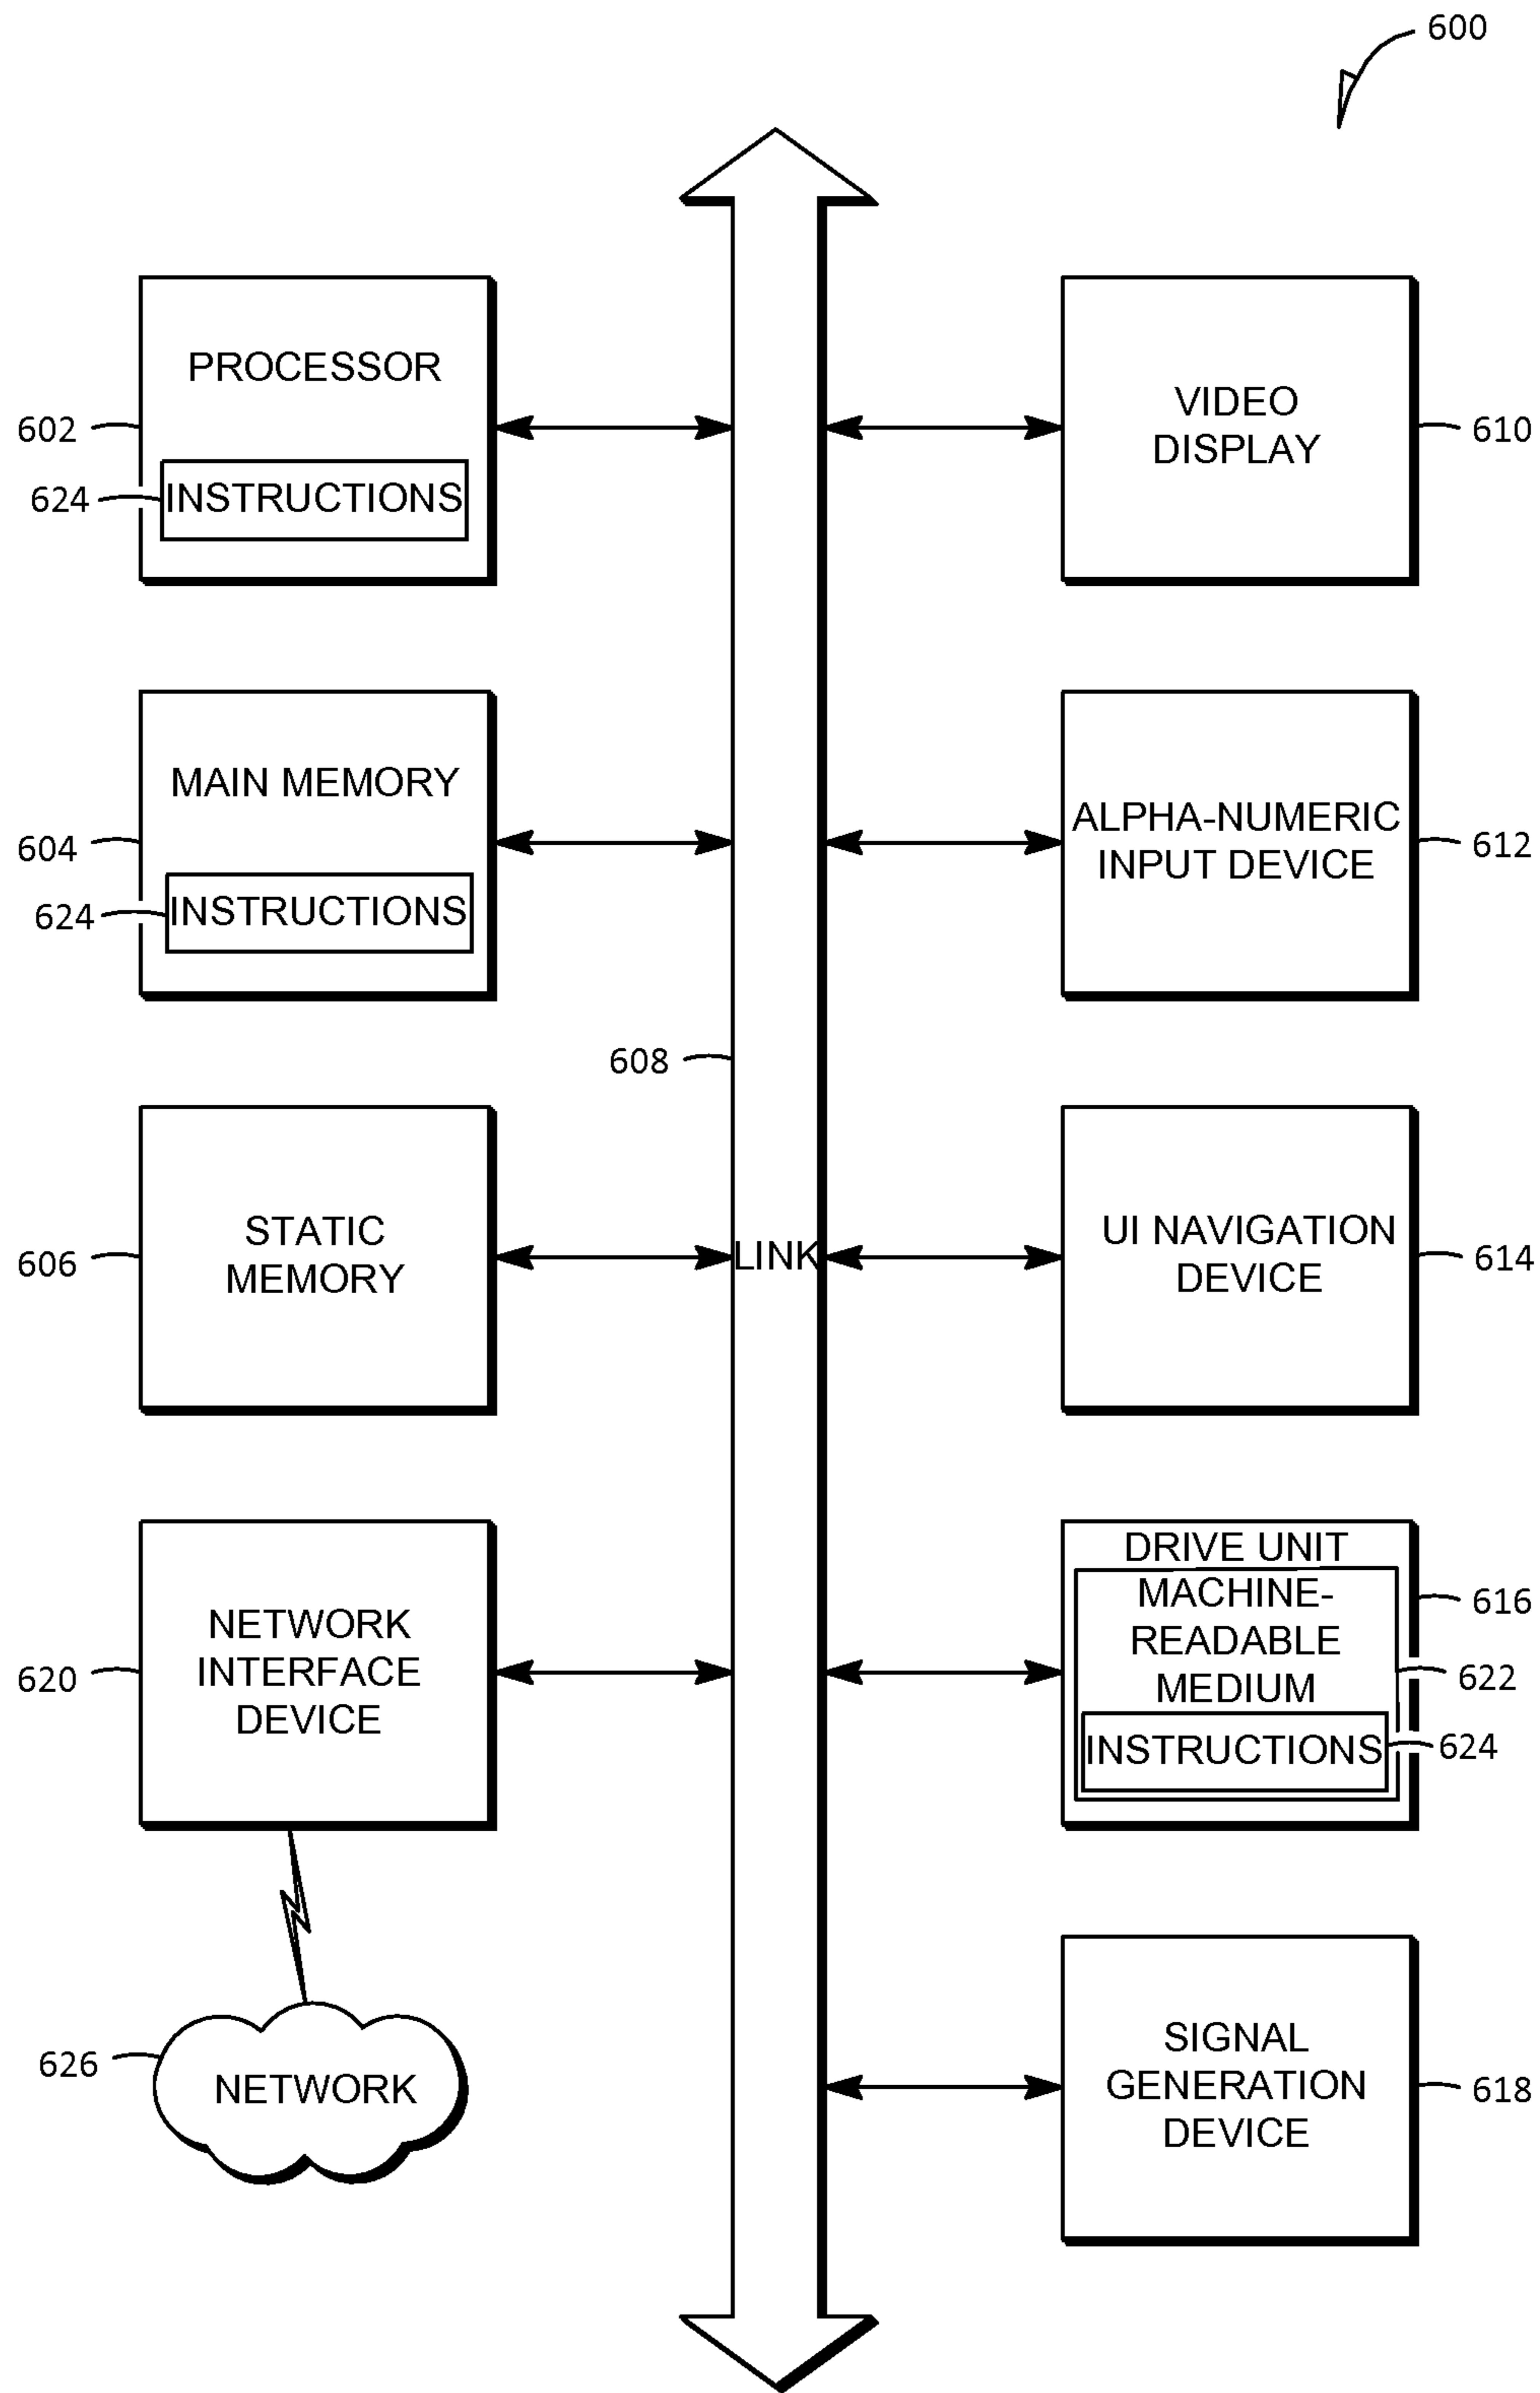 600
PROCESSOR
602
624
INSTRUCTIONS
VIDEO
DISPLAY
610
MAIN MEMORY
604
624
INSTRUCTIONS
ALPHA-NUMERIC
INPUT DEVICE
612
608
STATIC
MEMORY
606
LINK
UI NAVIGATION
DEVICE
614
NETWORK
INTERFACE
DEVICE
620
DRIVE UNIT
MACHINE-
READABLE
MEDIUM
616
622
INSTRUCTIONS
624
626
NETWORK
SIGNAL
GENERATION
DEVICE
618